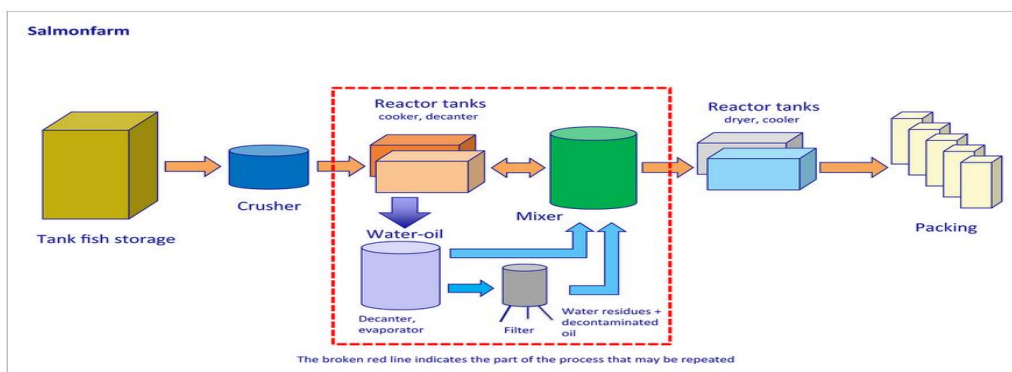 Salmonfarm
Reactor tanks
cooker, decanter
Reactor tanks
dryer, cooler
Crusher
Mixer
Tank fish storage
Water-oil
Packing
Decanter,
evaporator
Filter
Water residues +
decontaminated
oil
The broken red line indicates the part of the process that may be repeated